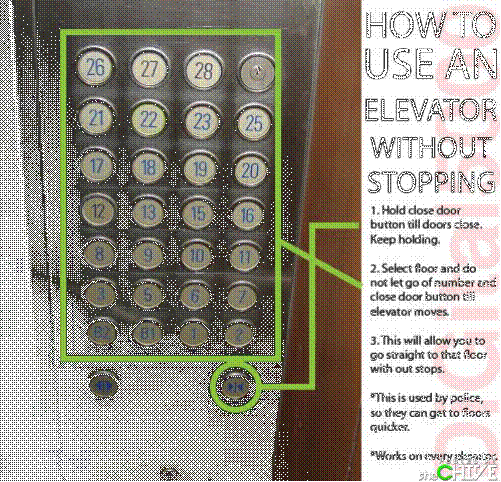 HOW TO
USE AN
ELEVATOR
WITHOUT
STOPPING
1. Hold close door
button till doors close.
Keep holding.
2. Select floor and do
not let go of number and
close door button till
elevator moves.
3. This will allow you to
go straight to that floor
with out stops.
*This is used by police,
so they can get to floors
quicker.
*Works on every elevator.
CHIVE
26 27 28
21 22 23 25
17 18 19 20
12 13 15 16
8 9 10 11
3 5 6 7
B2 B1 1 2